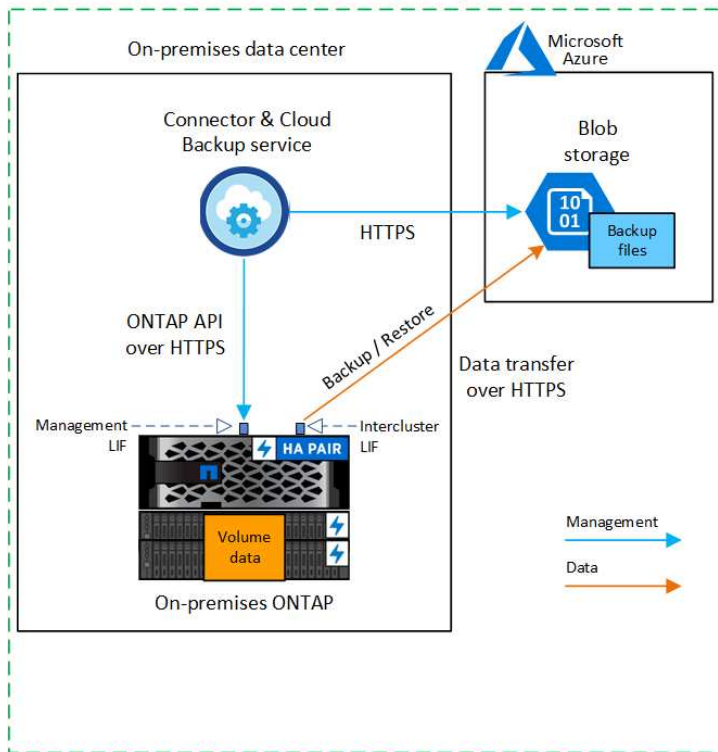 On-premises data center
Microsoft
Azure
Connector & Cloud
Backup service
Blob
storage
10
01
Backup
files
HTTPS
ONTAP API
over HTTPS
Backup / Restore
Data transfer
over HTTPS
Management
LIF
Intercluster
LIF
HA PAIR
Volume
data
Management
Data
On-premises ONTAP